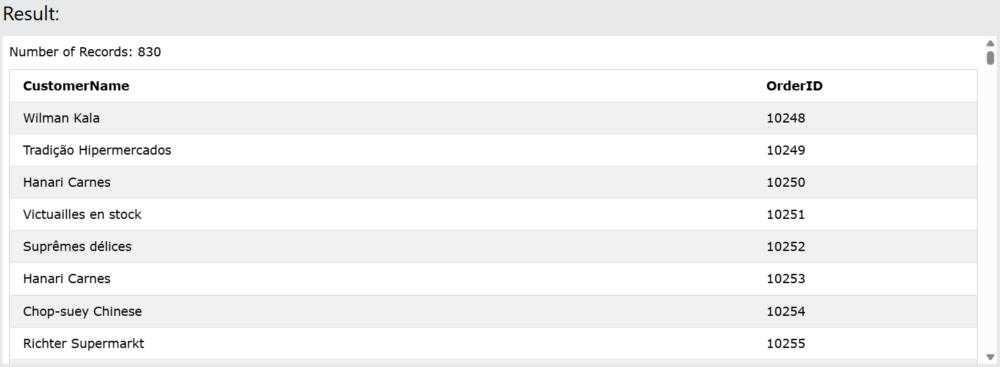 Result:
Number of Records: 830
CustomerName OrderID
Wilman Kala 10248
Tradição Hipermercados 10249
Hanari Carnes 10250
Victuailles en stock 10251
Suprêmes délices 10252
Hanari Carnes 10253
Chop-suey Chinese 10254
Richter Supermarkt 10255